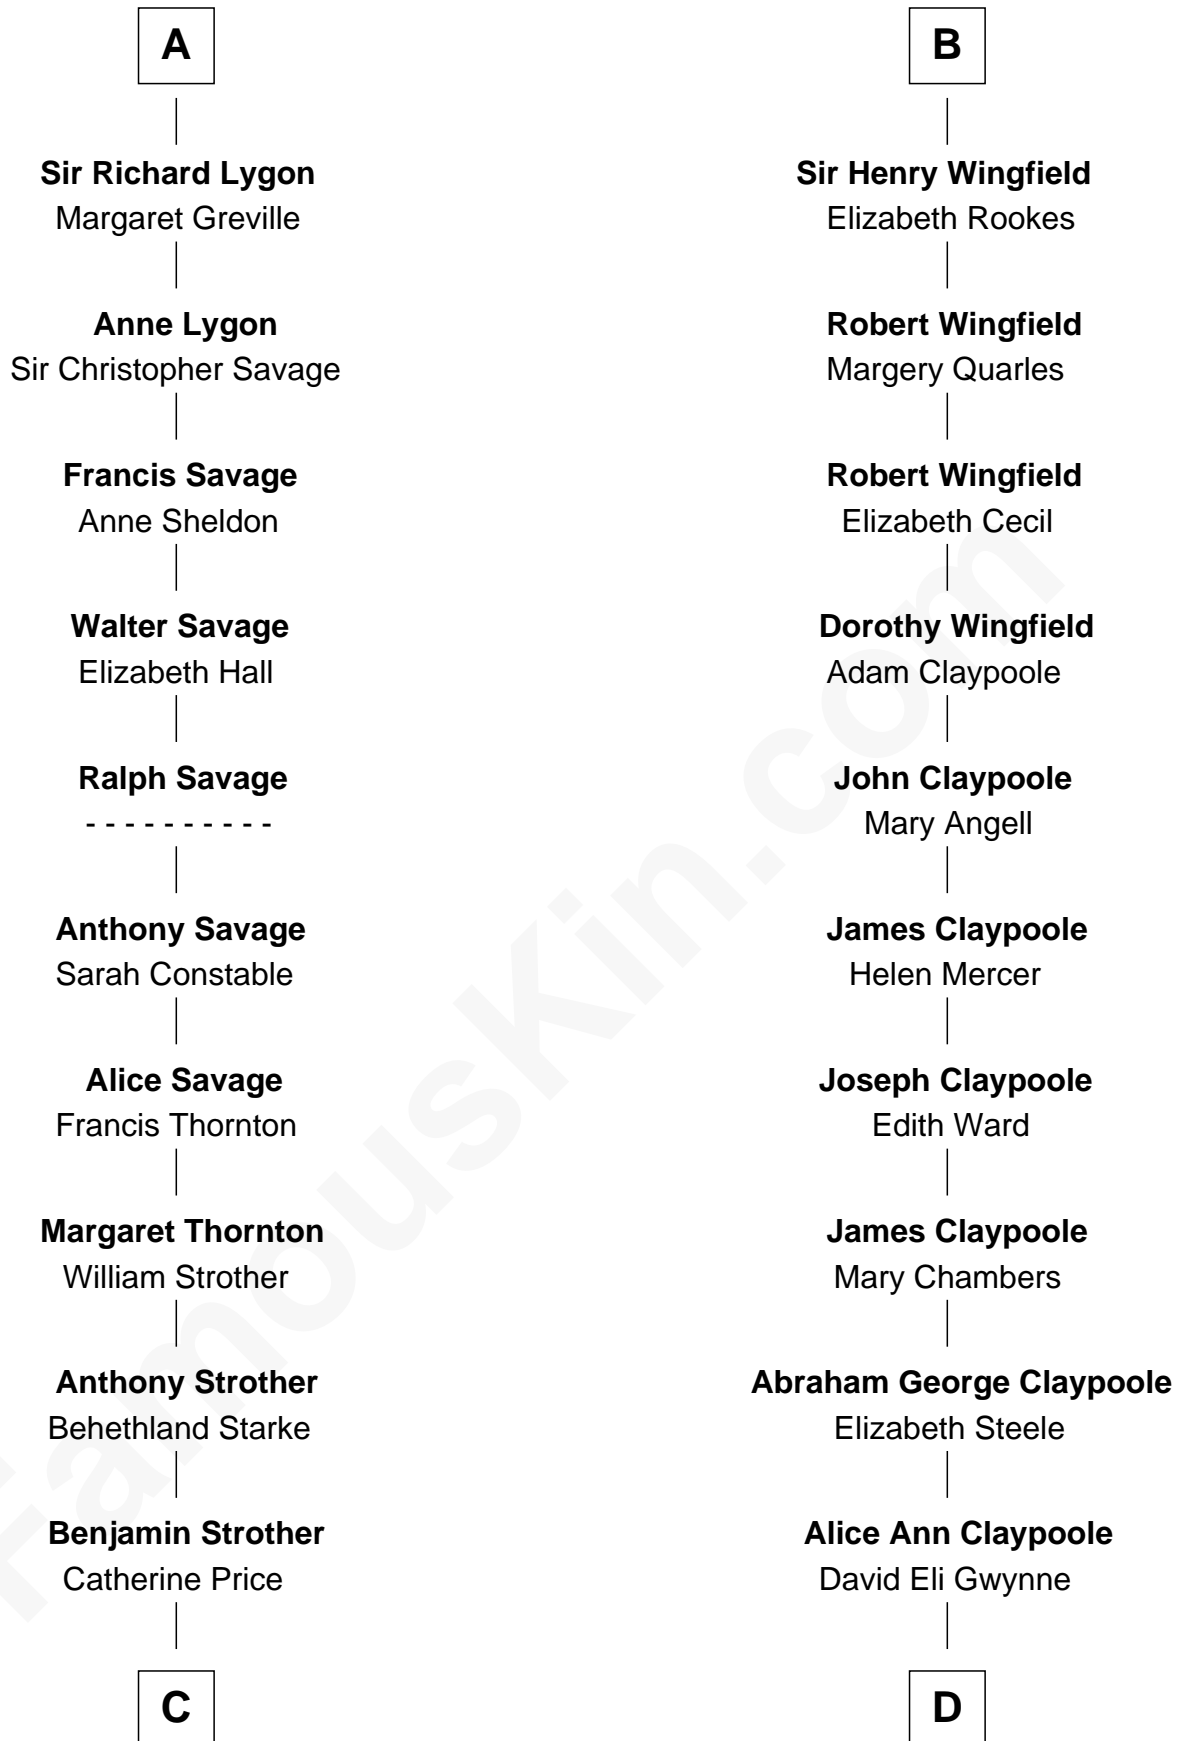 A
Sir Richard Lygon
Margaret Greville
Anne Lygon
Sir Christopher Savage
Francis Savage
Anne Sheldon
Walter Savage
Elizabeth Hall
Ralph Savage
- - - - - - - - - -
Anthony Savage
Sarah Constable
Alice Savage
Francis Thornton
Margaret Thornton
William Strother
Anthony Strother
Behethland Starke
Benjamin Strother
Catherine Price
C
B
Sir Henry Wingfield
Elizabeth Rookes
Robert Wingfield
Margery Quarles
Robert Wingfield
Elizabeth Cecil
Dorothy Wingfield
Adam Claypoole
John Claypoole
Mary Angell
James Claypoole
Helen Mercer
Joseph Claypoole
Edith Ward
James Claypoole
Mary Chambers
Abraham George Claypoole
Elizabeth Steele
Alice Ann Claypoole
David Eli Gwynne
D
FamousKin.com